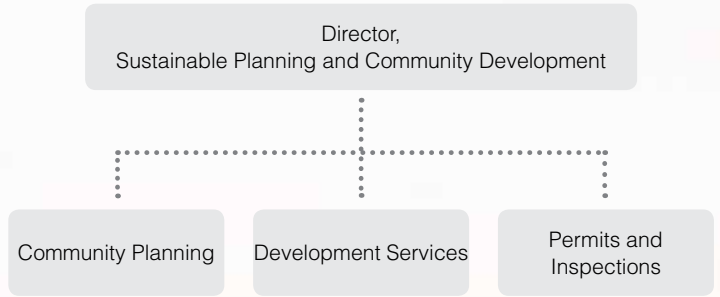 Director,
Sustainable Planning and Community Development
Community Planning
Development Services
Permits and
Inspections